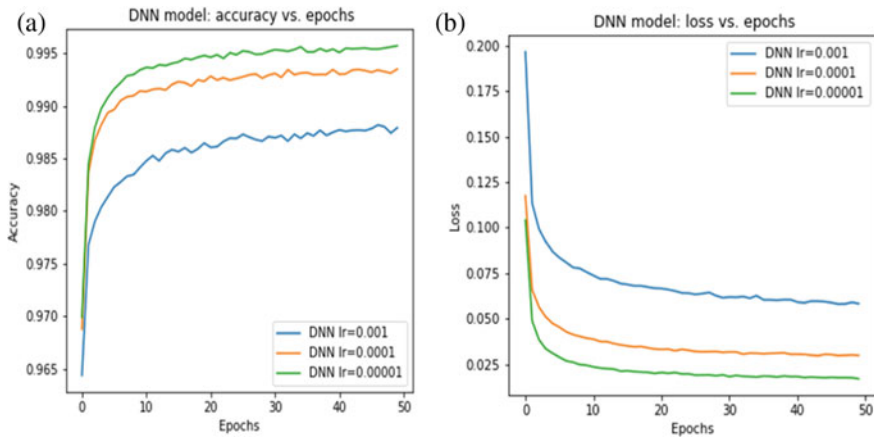 (a)
DNN model: accuracy vs. epochs
0.995
0.990
0.985
0.980
0.975
0.970
0.965
Accuracy
DNN lr=0.001
DNN lr=0.0001
DNN lr=0.00001
0 10 20 30 40 50
Epochs
(b)
DNN model: loss vs. epochs
0.200
0.175
0.150
0.125
0.100
0.075
0.050
0.025
Loss
DNN lr=0.001
DNN lr=0.0001
DNN lr=0.00001
0 10 20 30 40 50
Epochs